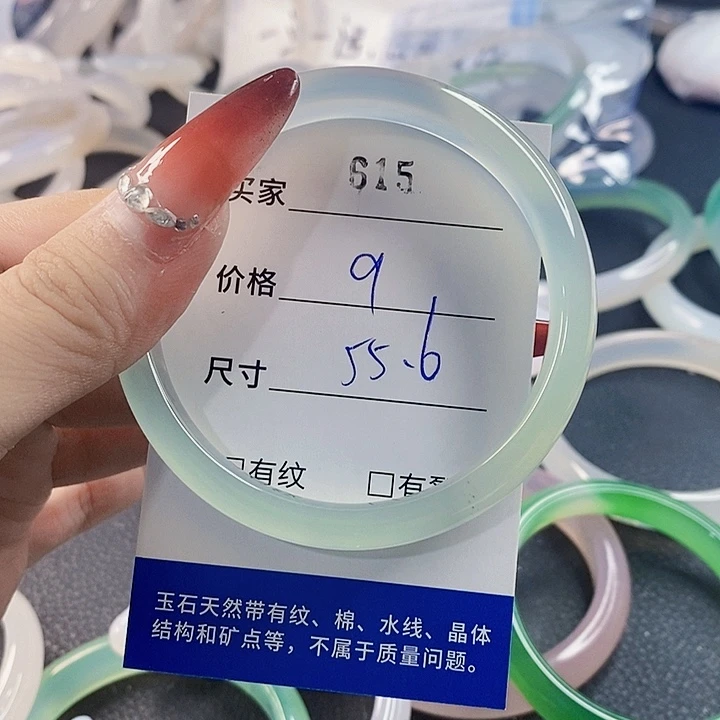 买家 615
价格 9
尺寸 55.6
有纹 □有
玉石天然带有纹、棉、水线、晶体
结构和矿点等，不属于质量问题。